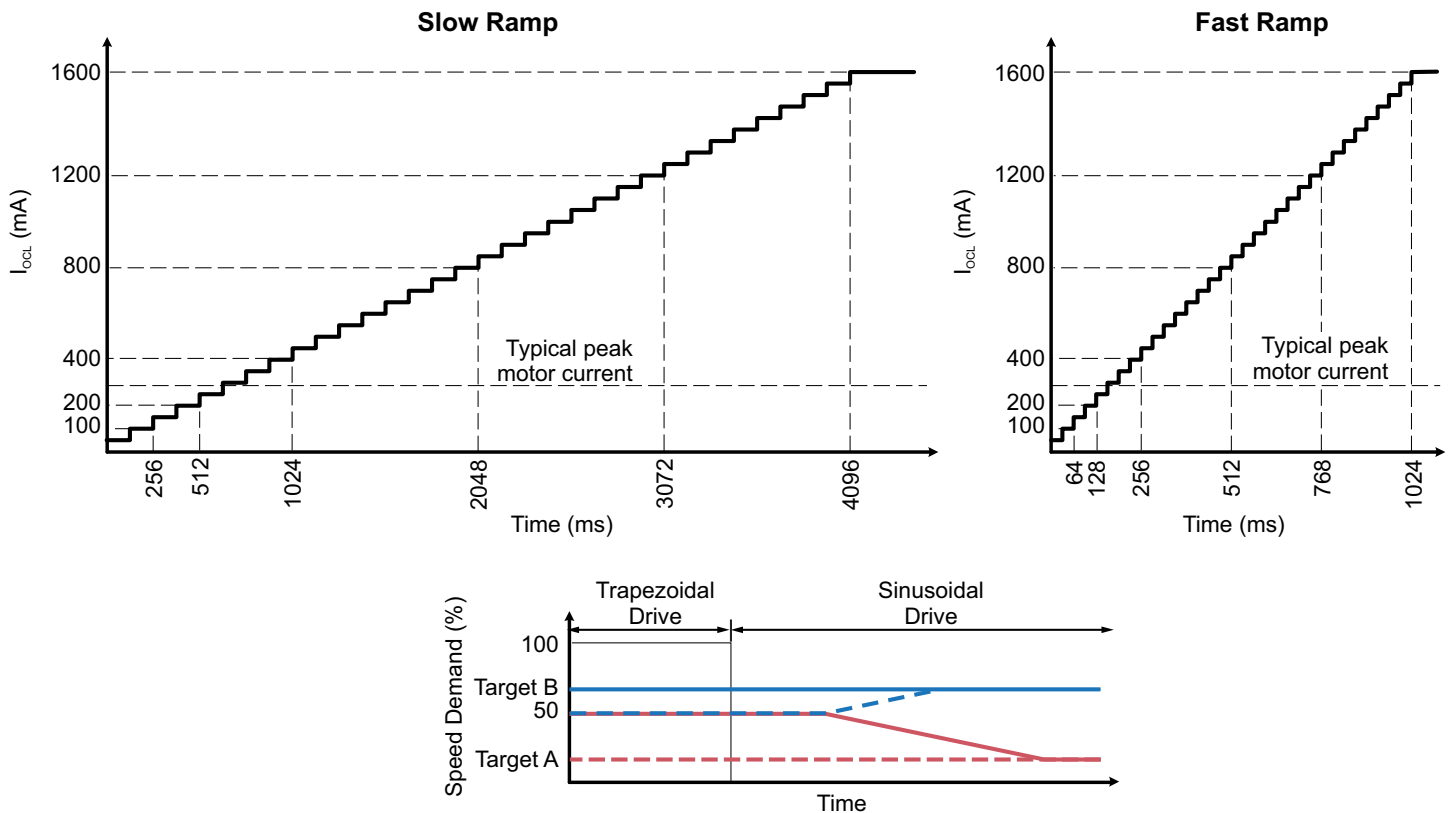 Slow Ramp
1600
1200
800
400
200
100
I_OCL (mA)
Typical peak
motor current
256
512
1024
2048
3072
4096
Time (ms)
Fast Ramp
1600
1200
800
400
200
100
I_OCL (mA)
Typical peak
motor current
64
128
256
512
768
1024
Time (ms)
Trapezoidal
Drive
Sinusoidal
Drive
Speed Demand (%)
100
Target B
50
Target A
Time